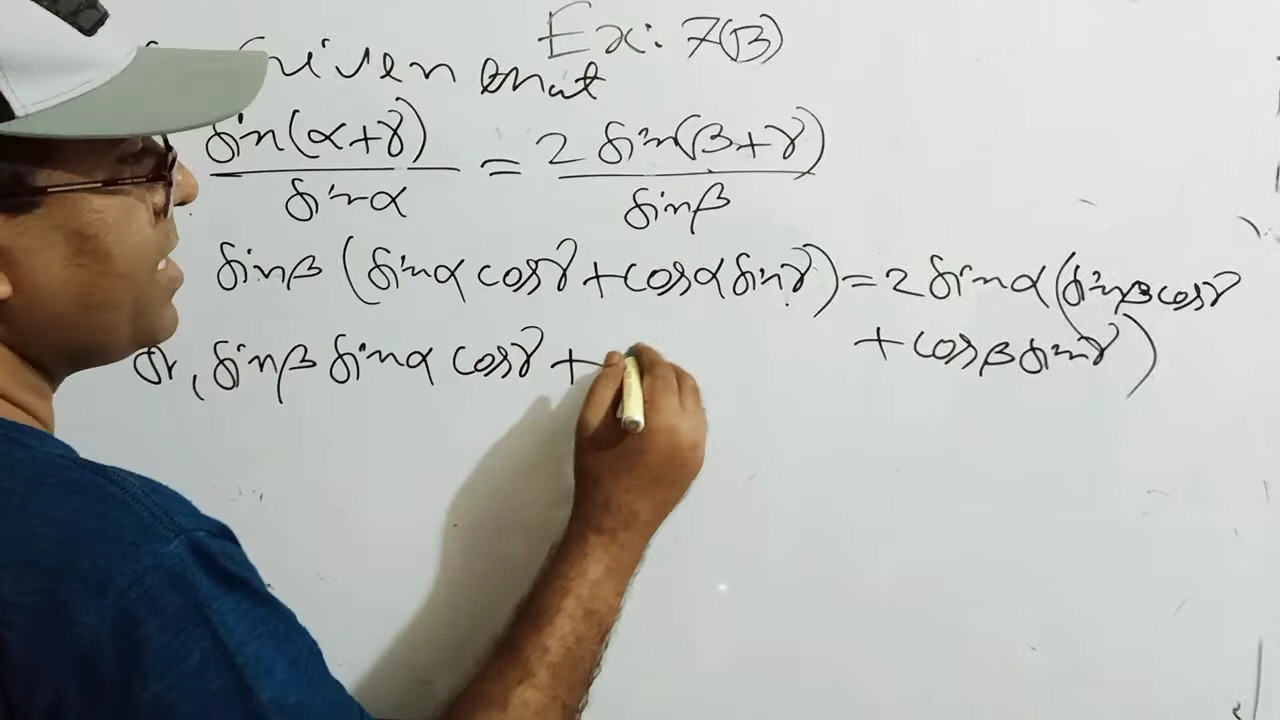 Ex: 7(B)
Given that
sin(α+γ)/sinα = 2 sin(β+γ)/sinβ
sinβ (sinα cosγ + cosα sinγ) = 2 sinα (sinβ cosγ
+ cosβ sinγ)
or, sinβ sinα cosγ +